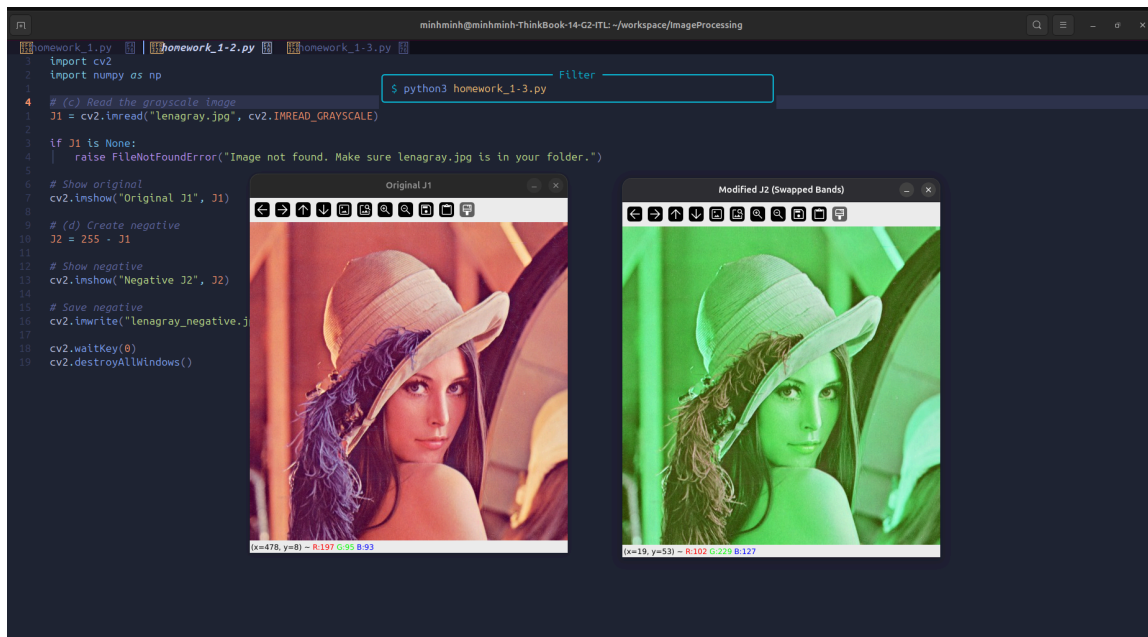 minhminh@minhminh-ThinkBook-14-G2-ITL: ~/workspace/ImageProcessing
homework_1.py homework_1-2.py homework_1-3.py
3 import cv2
2 import numpy as np
1
Filter
$ python3 homework_1-3.py
4 # (c) Read the grayscale image
1 J1 = cv2.imread("lenagray.jpg", cv2.IMREAD_GRAYSCALE)
2
3 if J1 is None:
4 raise FileNotFoundError("Image not found. Make sure lenagray.jpg is in your folder.")
5
6 # Show original
7 cv2.imshow("Original J1", J1)
8
9 # (d) Create negative
10 J2 = 255 - J1
11
12 # Show negative
13 cv2.imshow("Negative J2", J2)
14
15 # Save negative
16 cv2.imwrite("lenagray_negative.j
17
18 cv2.waitKey(0)
19 cv2.destroyAllWindows()
Original J1
(x=478, y=8) ~ R:197 G:95 B:93
Modified J2 (Swapped Bands)
(x=19, y=53) ~ R:102 G:229 B:127